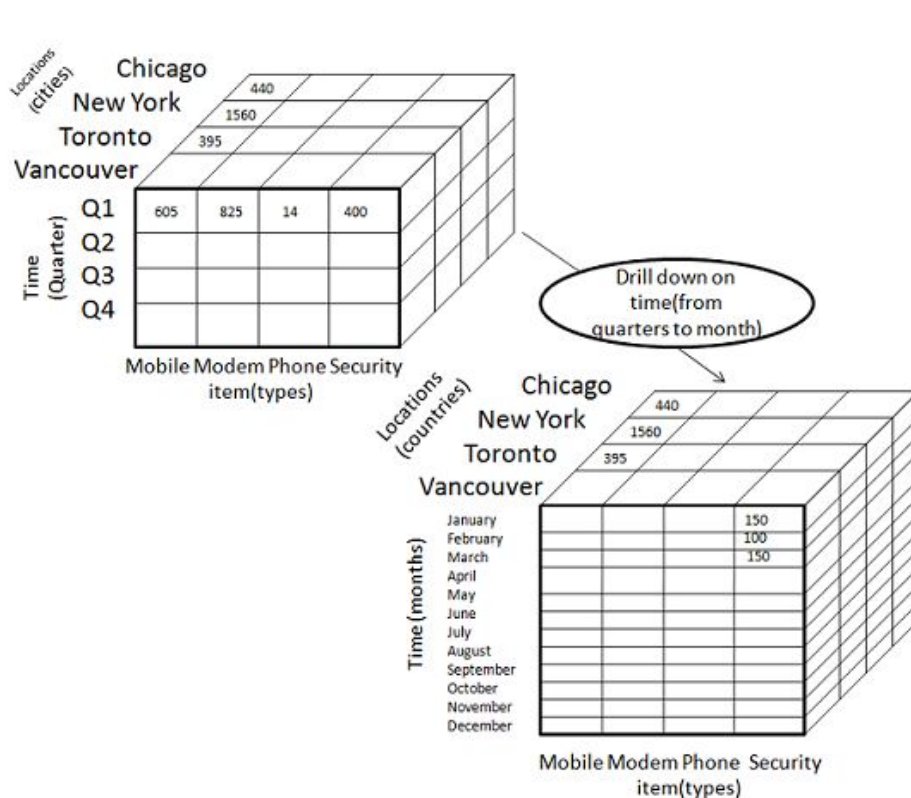 Locations
(cities)
Chicago
New York
Toronto
Vancouver
440
1560
395
Time
(Quarter)
Q1
Q2
Q3
Q4
605 825 14 400
Mobile Modem Phone Security
item(types)
Drill down on
time(from
quarters to month)
Locations
(countries)
Chicago
New York
Toronto
Vancouver
440
1560
395
Time (months)
January 150
February 100
March 150
April
May
June
July
August
September
October
November
December
Mobile Modem Phone Security
item(types)